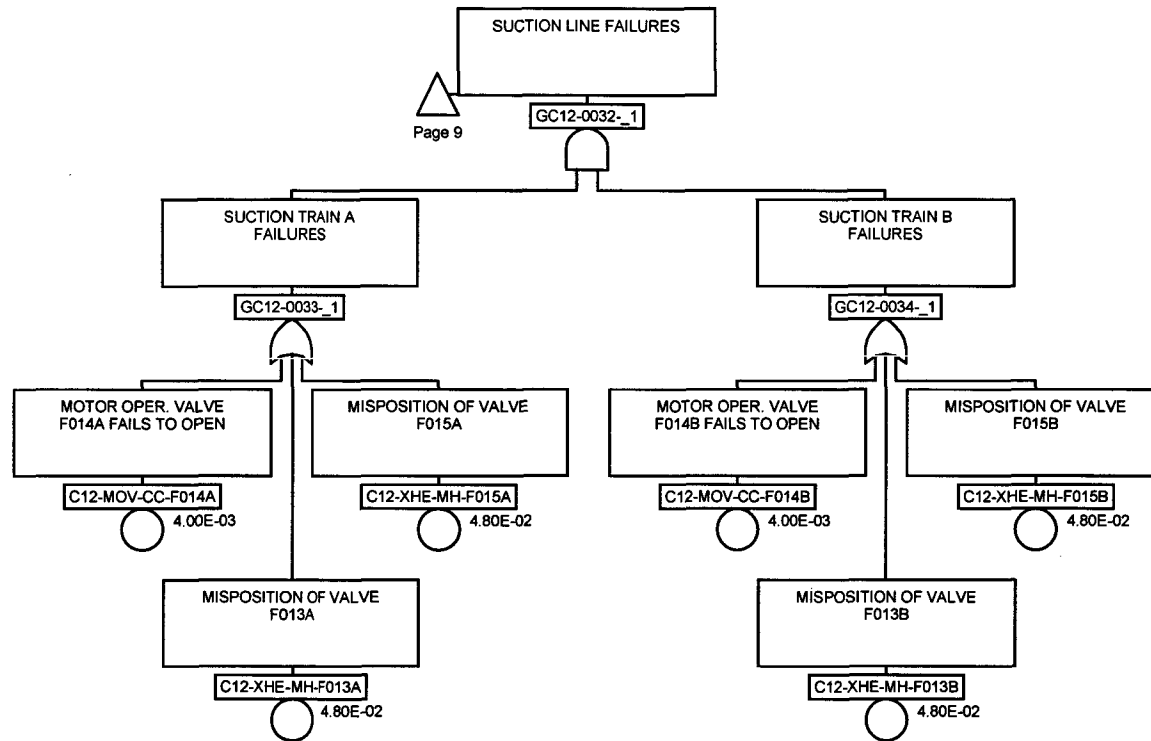 SUCTION LINE FAILURES
Page 9
GC12-0032-_1
SUCTION TRAIN A
FAILURES
GC12-0033-_1
SUCTION TRAIN B
FAILURES
GC12-0034-_1
MOTOR OPER. VALVE
F014A FAILS TO OPEN
C12-MOV-CC-F014A
4.00E-03
MISPOSITION OF VALVE
F015A
C12-XHE-MH-F015A
4.80E-02
MOTOR OPER. VALVE
F014B FAILS TO OPEN
C12-MOV-CC-F014B
4.00E-03
MISPOSITION OF VALVE
F015B
C12-XHE-MH-F015B
4.80E-02
MISPOSITION OF VALVE
F013A
C12-XHE-MH-F013A
4.80E-02
MISPOSITION OF VALVE
F013B
C12-XHE-MH-F013B
4.80E-02